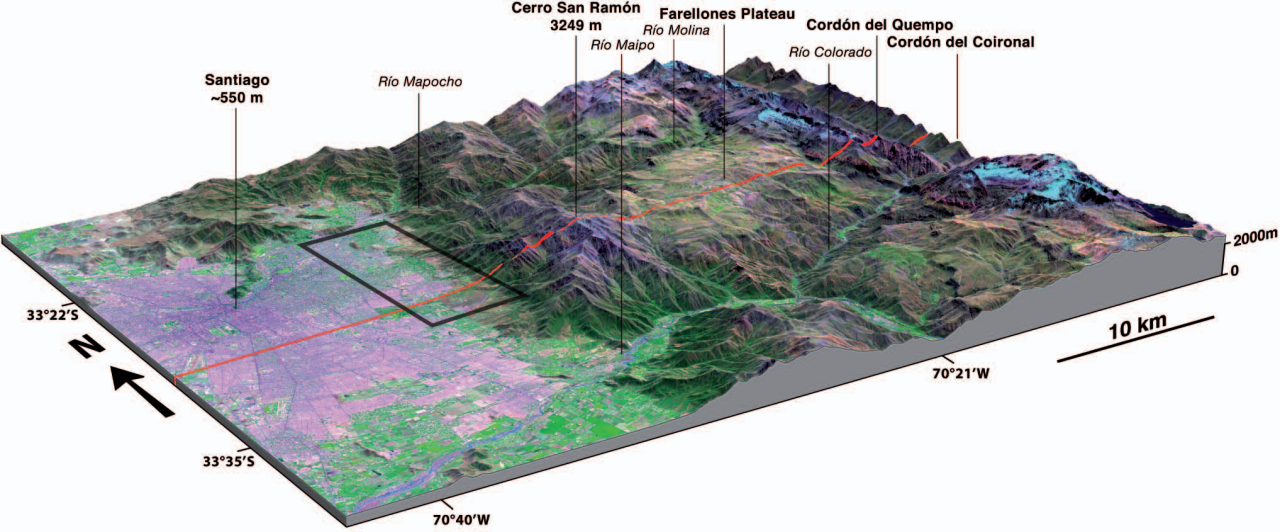 Cerro San Ramón
3249 m
Farellones Plateau
Río Molina
Río Maipo
Cordón del Quempo
Río Colorado
Cordón del Coironal
Santiago
~550 m
Río Mapocho
2000m
0
33°22'S
N
10 km
70°21'W
33°35'S
70°40'W